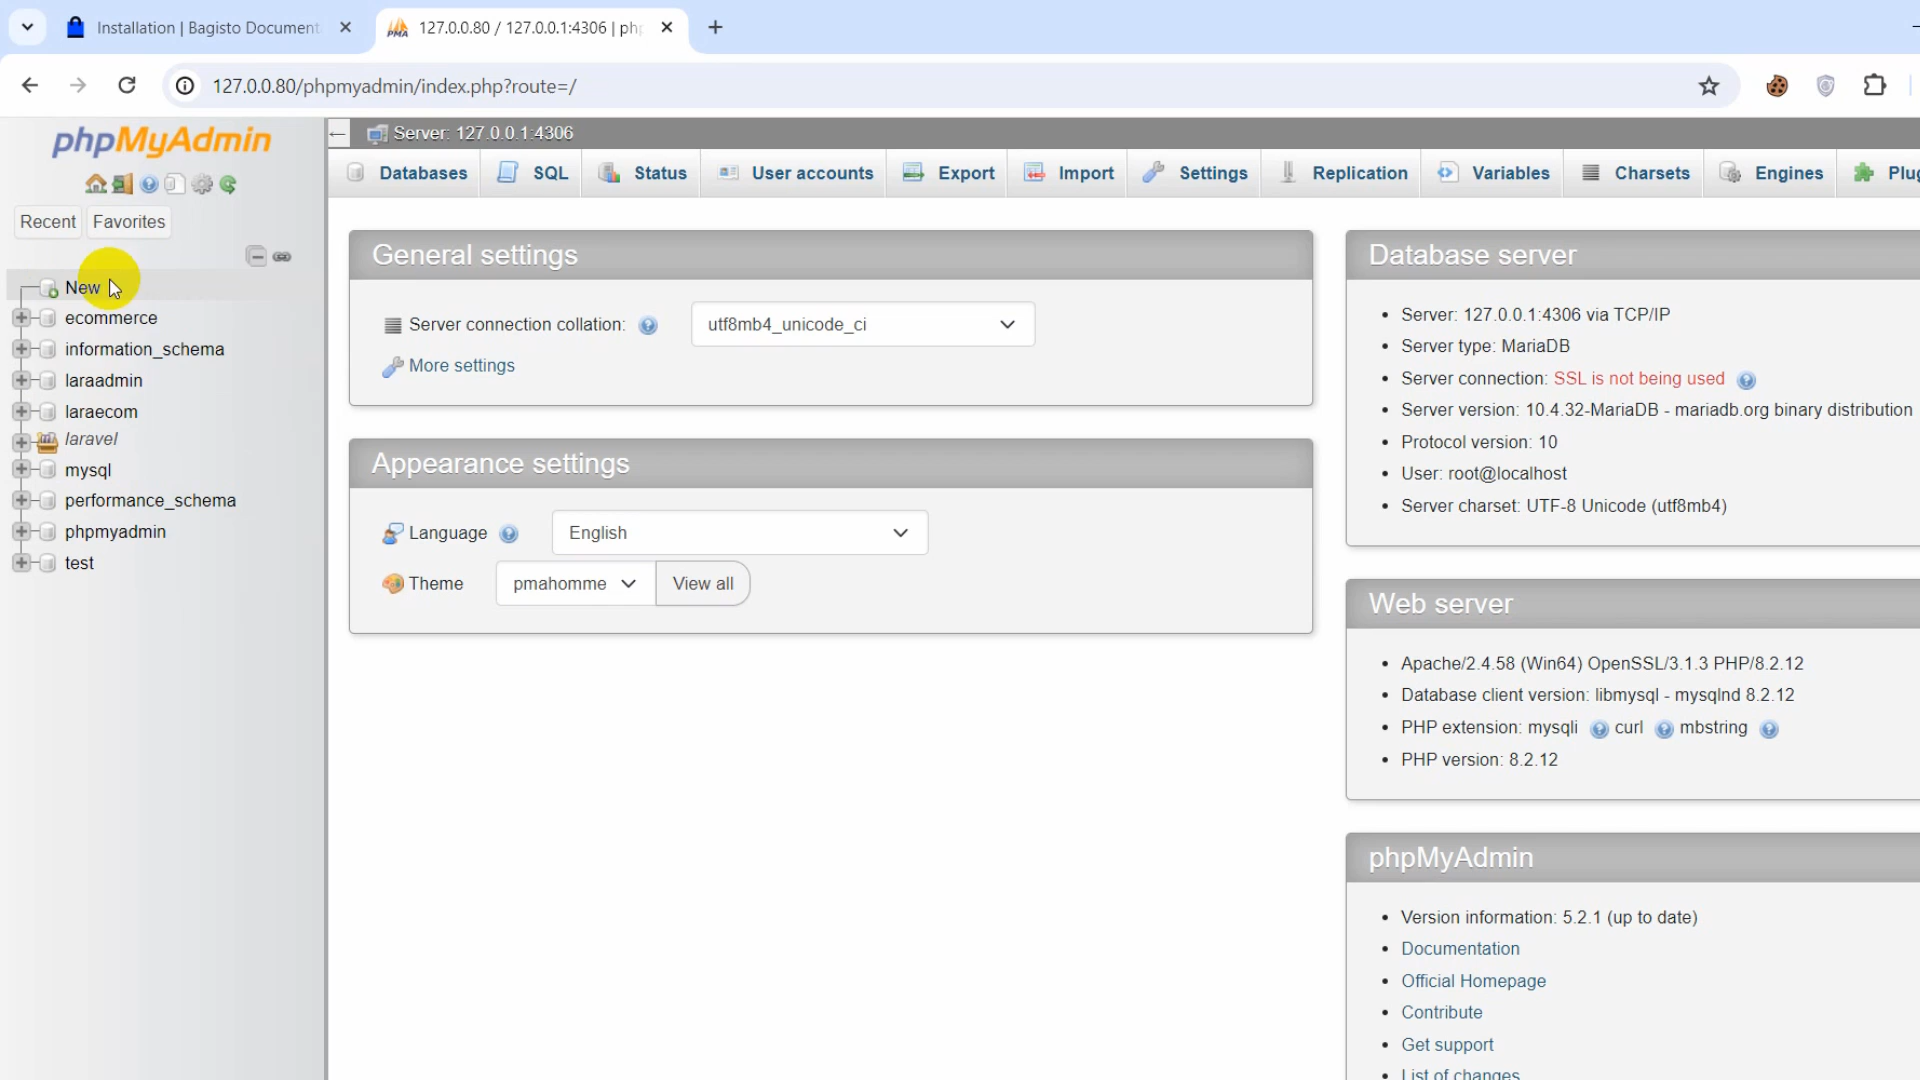 Installation | Bagisto Document
127.0.0.80 / 127.0.0.1:4306 | php
127.0.0.80/phpmyadmin/index.php?route=/
phpMyAdmin
Recent
Favorites
New
ecommerce
information_schema
laraadmin
laraecom
laravel
mysql
performance_schema
phpmyadmin
test
Server: 127.0.0.1:4306
Databases
SQL
Status
User accounts
Export
Import
Settings
Replication
Variables
Charsets
Engines
Plug
General settings
Server connection collation:
utf8mb4_unicode_ci
More settings
Appearance settings
Language
English
Theme
pmahomme
View all
Database server
Server: 127.0.0.1:4306 via TCP/IP
Server type: MariaDB
Server connection: SSL is not being used
Server version: 10.4.32-MariaDB - mariadb.org binary distribution
Protocol version: 10
User: root@localhost
Server charset: UTF-8 Unicode (utf8mb4)
Web server
Apache/2.4.58 (Win64) OpenSSL/3.1.3 PHP/8.2.12
Database client version: libmysql - mysqlnd 8.2.12
PHP extension: mysqli curl mbstring
PHP version: 8.2.12
phpMyAdmin
Version information: 5.2.1 (up to date)
Documentation
Official Homepage
Contribute
Get support
List of changes